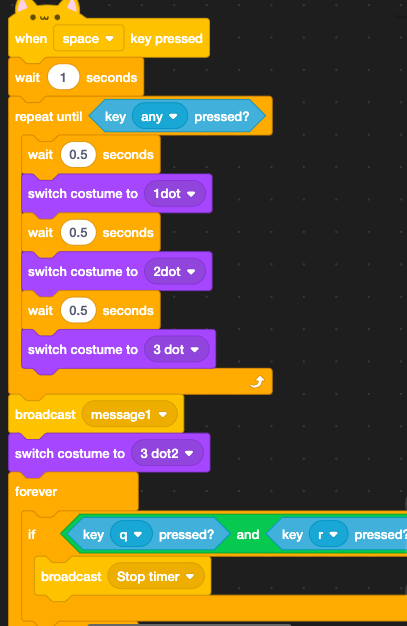 when space key pressed
wait 1 seconds
repeat until key any pressed?
wait 0.5 seconds
switch costume to 1dot
wait 0.5 seconds
switch costume to 2dot
wait 0.5 seconds
switch costume to 3 dot
broadcast message1
switch costume to 3 dot2
forever
if key q pressed? and key r pressed?
broadcast Stop timer